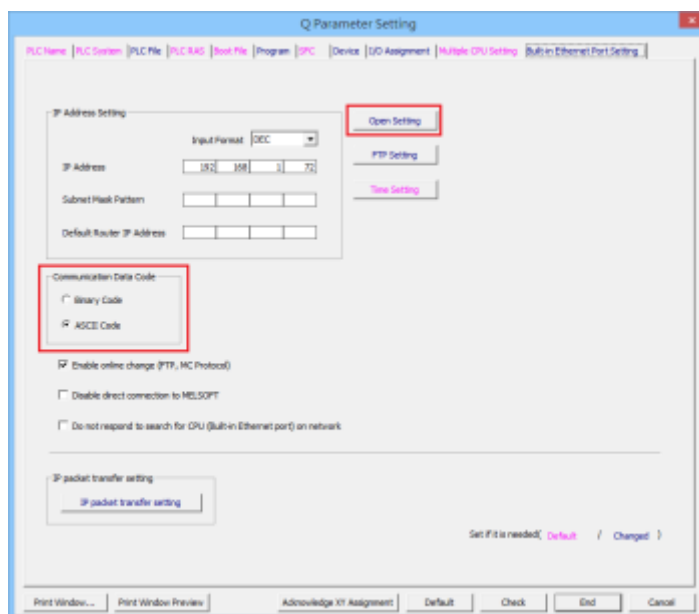 Q Parameter Setting
PLC Name PLC System PLC File PLC RAS Boot File Program SFC Device I/O Assignment Multiple CPU Setting Built-in Ethernet Port Setting
IP Address Setting
Open Setting
Input Format DEC
FTP Setting
IP Address 192 168 1 72
Time Setting
Subnet Mask Pattern
Default Router IP Address
Communication Data Code
Binary Code
ASCII Code
Enable online change (FTP, MC Protocol)
Disable direct connection to MELSOFT
Do not respond to search for CPU (Built-in Ethernet port) on network
IP packet transfer setting
IP packet transfer setting
Set if it is needed( Default / Changed )
Print Window... Print Window Preview Acknowledge XY Assignment Default Check End Cancel